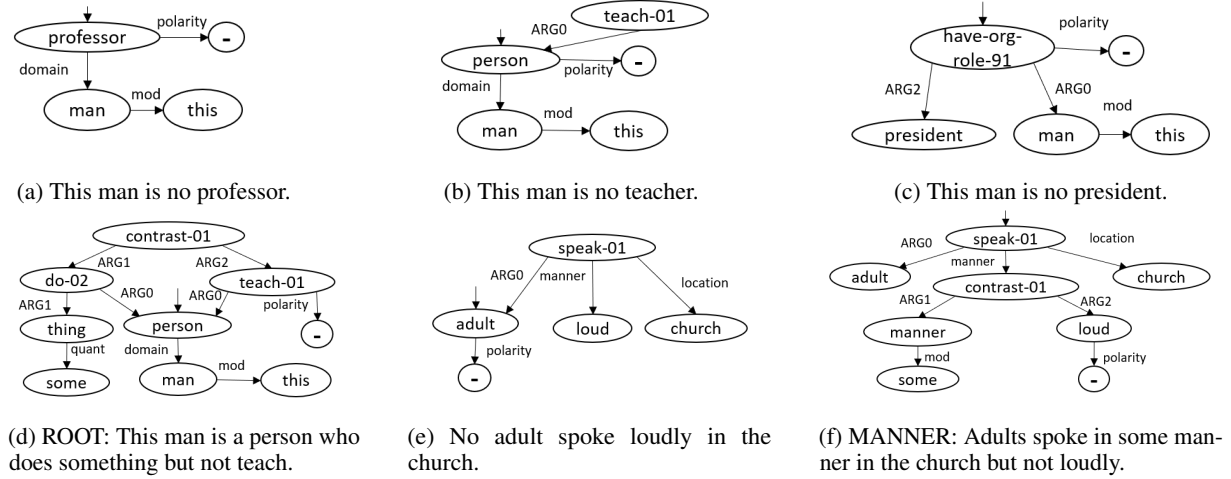 professor
polarity
-
domain
man
mod
this
(a) This man is no professor.
teach-01
ARG0
person
polarity
-
domain
man
mod
this
(b) This man is no teacher.
have-org-
role-91
polarity
-
ARG2
ARG0
president
man
mod
this
(c) This man is no president.
contrast-01
ARG1
ARG2
do-02
teach-01
ARG1
ARG0
ARG0
polarity
-
thing
person
quant
domain
some
man
mod
this
(d) ROOT: This man is a person who
does something but not teach.
speak-01
ARG0
manner
location
adult
loud
church
polarity
-
(e) No adult spoke loudly in the
church.
speak-01
ARG0
manner
location
adult
contrast-01
church
ARG1
ARG2
manner
loud
mod
polarity
some
-
(f) MANNER: Adults spoke in some man-
ner in the church but not loudly.